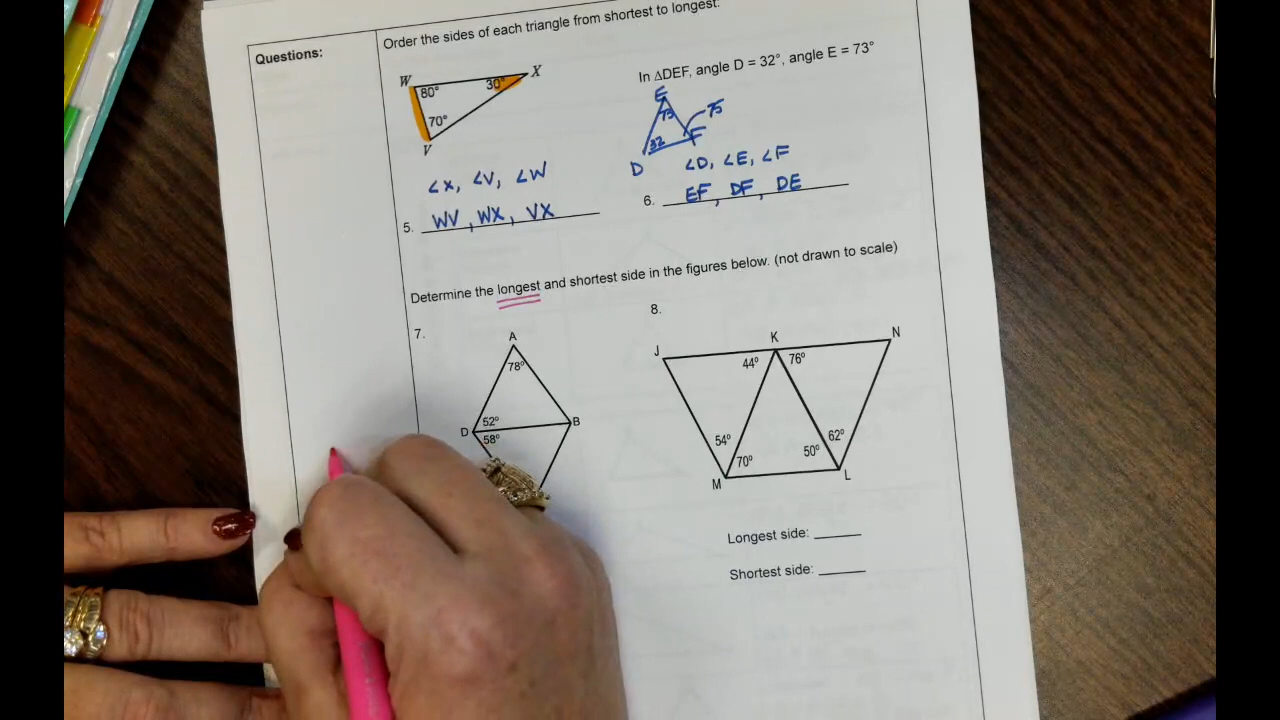 Questions:
Order the sides of each triangle from shortest to longest.
W
80°
30°
X
70°
V
∠X, ∠V, ∠W
5. WV, WX, VX
In ΔDEF, angle D = 32°, angle E = 73°
E
73
75
32
F
D
∠D, ∠E, ∠F
6. EF, DF, DE
Determine the longest and shortest side in the figures below. (not drawn to scale)
7.
A
78°
D
52°
B
58°
8.
J
K
N
44°
76°
54°
70°
50°
62°
M
L
Longest side:
Shortest side: